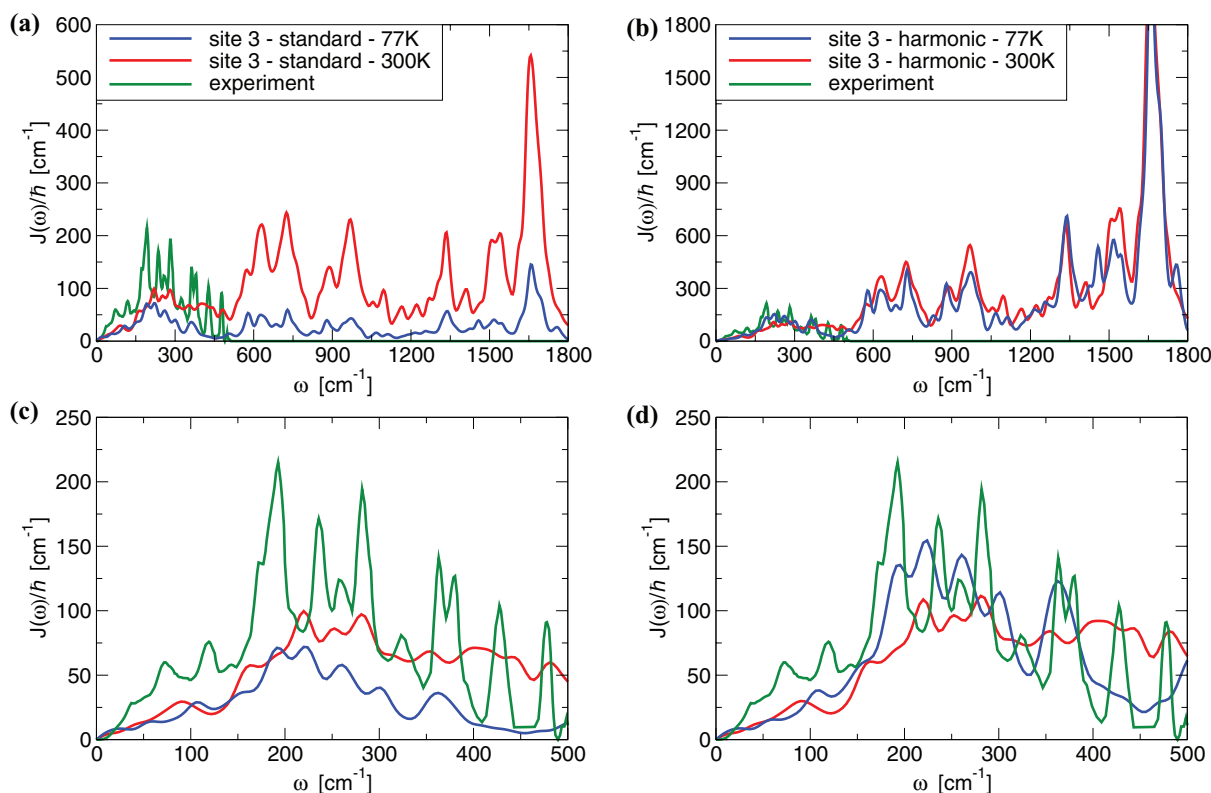 (a)
site 3 - standard - 77K
site 3 - standard - 300K
experiment
600
500
400
300
200
100
0
J(ω)/ħ [cm⁻¹]
0 300 600 900 1200 1500 1800
ω [cm⁻¹]
(b)
site 3 - harmonic - 77K
site 3 - harmonic - 300K
experiment
1800
1500
1200
900
600
300
0
J(ω)/ħ [cm⁻¹]
0 300 600 900 1200 1500 1800
ω [cm⁻¹]
(c)
250
200
150
100
50
0
J(ω)/ħ [cm⁻¹]
0 100 200 300 400 500
ω [cm⁻¹]
(d)
250
200
150
100
50
0
J(ω)/ħ [cm⁻¹]
0 100 200 300 400 500
ω [cm⁻¹]